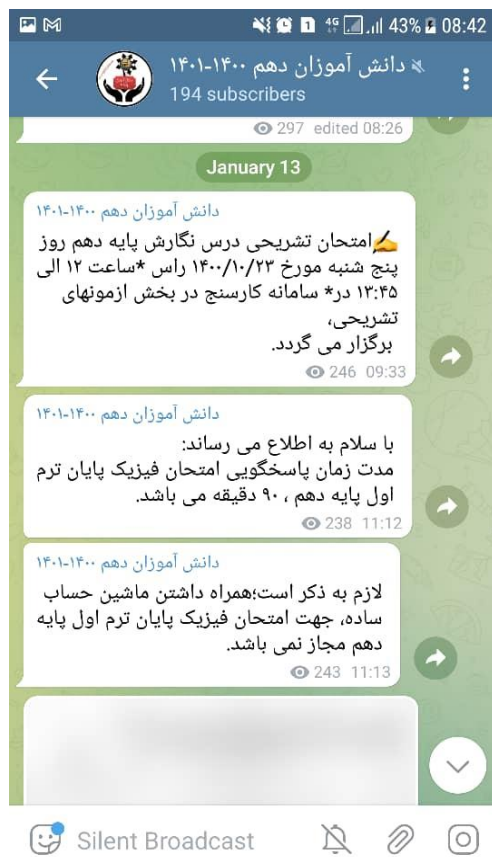 43% 08:42
دانش آموزان دهم ۱۴۰۰-۱۴۰۱
194 subscribers
297 edited 08:26
January 13
دانش آموزان دهم ۱۴۰۰-۱۴۰۱
✍️امتحان تشریحی درس نگارش پایه دهم روز
پنج شنبه مورخ ۱۴۰۰/۱۰/۲۳ راس *ساعت ۱۲ الی
۱۳:۴۵ در* سامانه کارسنج در بخش ازمونهای
تشریحی،
برگزار می گردد.
246 09:33
دانش آموزان دهم ۱۴۰۰-۱۴۰۱
با سلام به اطلاع می رساند:
مدت زمان پاسخگویی امتحان فیزیک پایان ترم
اول پایه دهم ، ۹۰ دقیقه می باشد.
238 11:12
دانش آموزان دهم ۱۴۰۰-۱۴۰۱
لازم به ذکر است؛همراه داشتن ماشین حساب
ساده، جهت امتحان فیزیک پایان ترم اول پایه
دهم مجاز نمی باشد.
243 11:13
Silent Broadcast